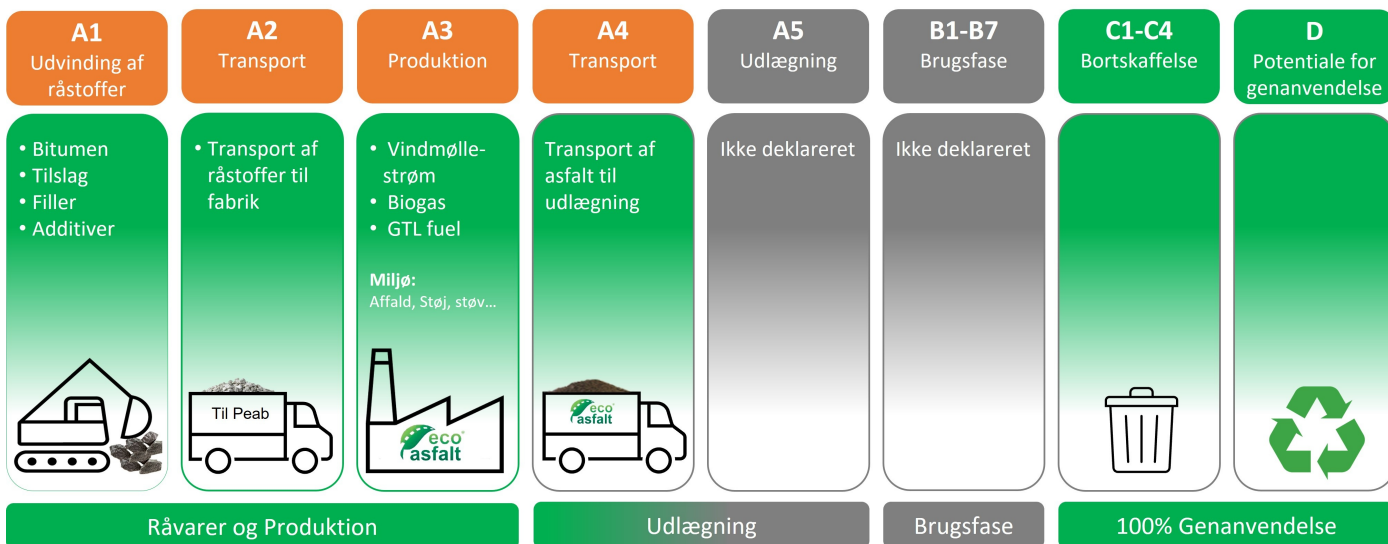 A1
Udvinding af
råstoffer
A2
Transport
A3
Produktion
A4
Transport
A5
Udlægning
B1-B7
Brugsfase
C1-C4
Bortskaffelse
D
Potentiale for
genanvendelse
• Bitumen
• Tilslag
• Filler
• Additiver
• Transport af
råstoffer til
fabrik
• Vindmølle-
strøm
• Biogas
• GTL fuel
Miljø:
Affald, Støj, støv...
Transport af
asfalt til
udlægning
Ikke deklareret
Ikke deklareret
Til Peab
eco®
asfalt
eco®
asfalt
Råvarer og Produktion
Udlægning
Brugsfase
100% Genanvendelse